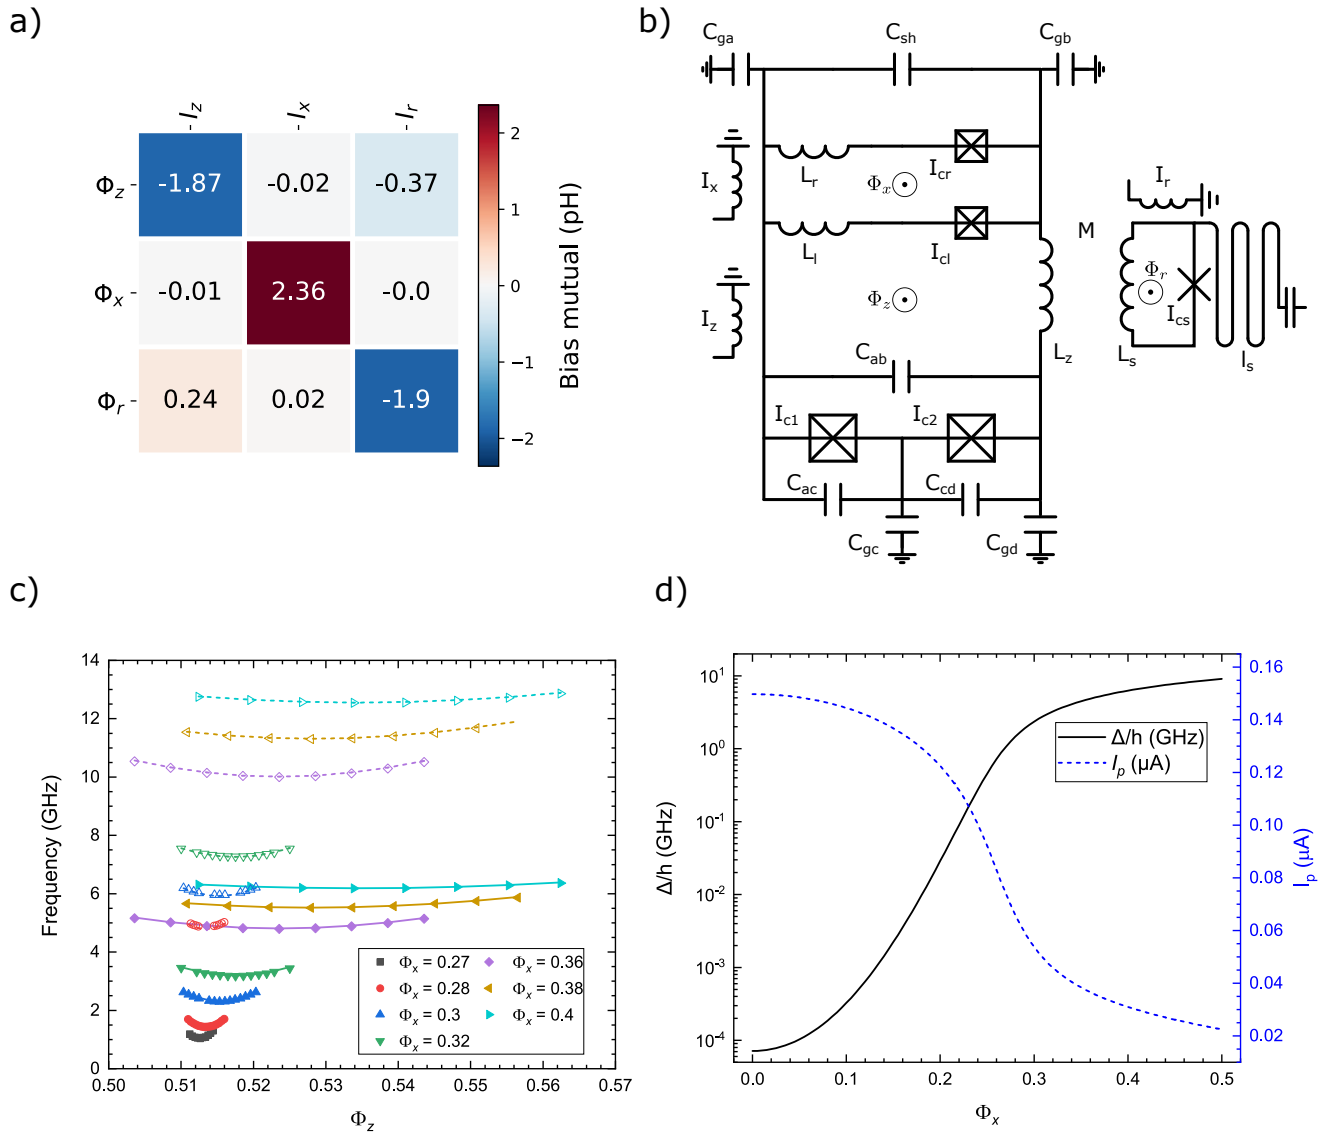 a)
I_z I_x I_r
Φ_z -1.87 -0.02 -0.37
Φ_x -0.01 2.36 -0.0
Φ_r 0.24 0.02 -1.9
2
1
0
−1
−2
Bias mutual (pH)
b)
C_ga C_sh C_gb
I_x L_r Φ_x I_cr
L_l I_cl
I_z Φ_z
M
I_r
Φ_r
I_cs
L_z L_s l_s
C_ab
I_c1 I_c2
C_ac C_cd
C_gc C_gd
c)
Frequency (GHz)
14
12
10
8
6
4
2
0
0.50 0.51 0.52 0.53 0.54 0.55 0.56 0.57
Φ_z
Φ_x = 0.27 Φ_x = 0.36
Φ_x = 0.28 Φ_x = 0.38
Φ_x = 0.3 Φ_x = 0.4
Φ_x = 0.32
d)
Δ/h (GHz)
10^1
10^0
10^-1
10^-2
10^-3
10^-4
0.0 0.1 0.2 0.3 0.4 0.5
Φ_x
Δ/h (GHz)
I_p (μA)
0.16
0.14
0.12
0.10
0.08
0.06
0.04
0.02
I_p (μA)